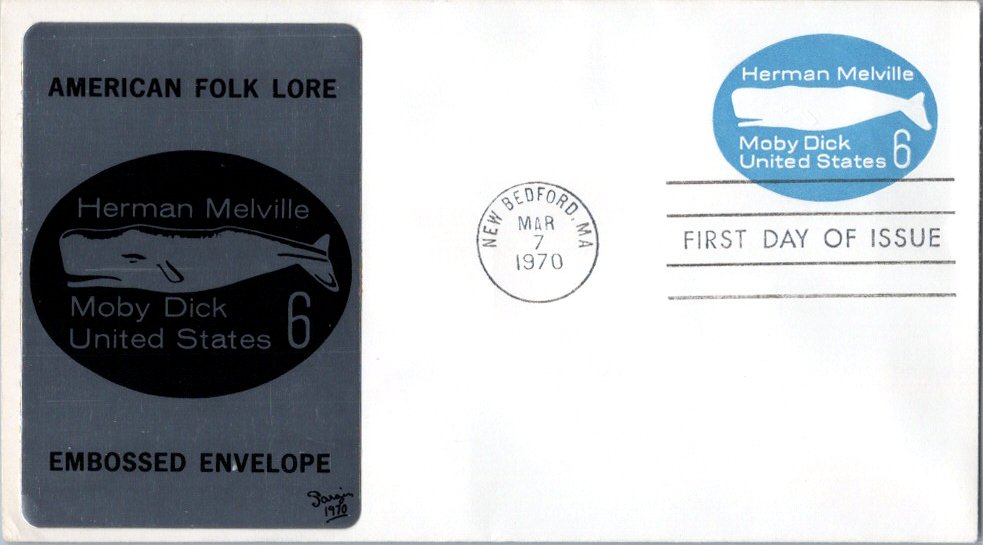 AMERICAN FOLK LORE
Herman Melville
Moby Dick
United States 6
EMBOSSED ENVELOPE
1970
NEW BEDFORD, MA
MAR
7
1970
Herman Melville
Moby Dick
United States 6
FIRST DAY OF ISSUE